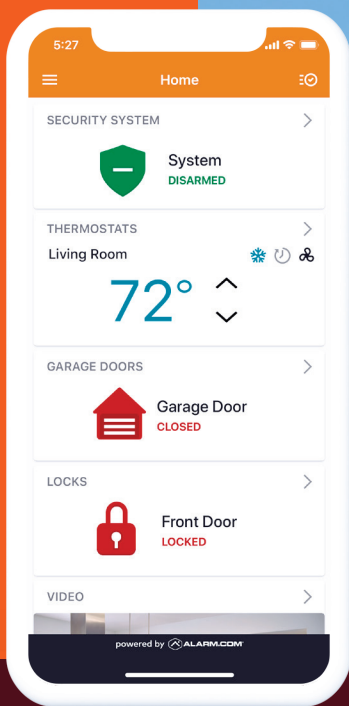 5:27
Home
SECURITY SYSTEM
System
DISARMED
THERMOSTATS
Living Room
72°
GARAGE DOORS
Garage Door
CLOSED
LOCKS
Front Door
LOCKED
VIDEO
powered by ALARM.COM